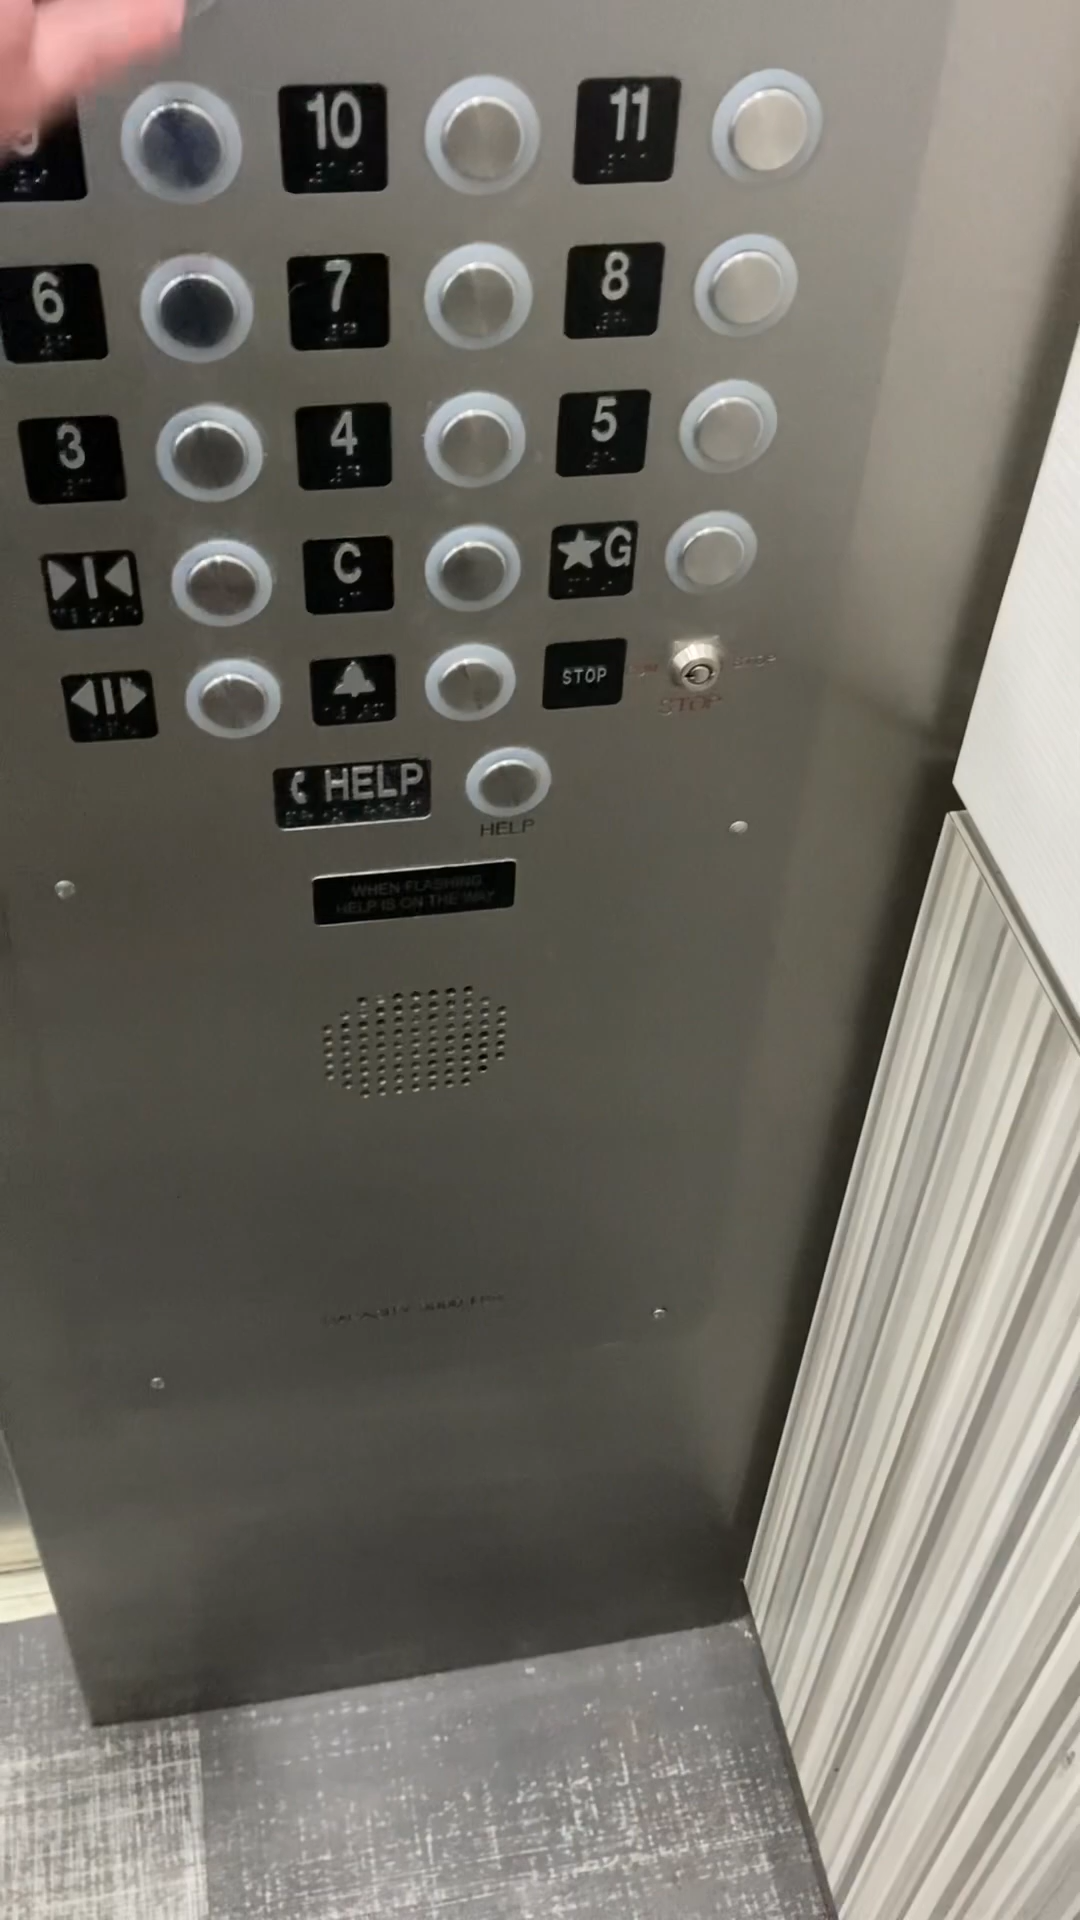 10 11
6 7 8
3 4 5
C ★G
STOP
STOP
HELP
HELP
WHEN FLASHING
HELP IS ON THE WAY